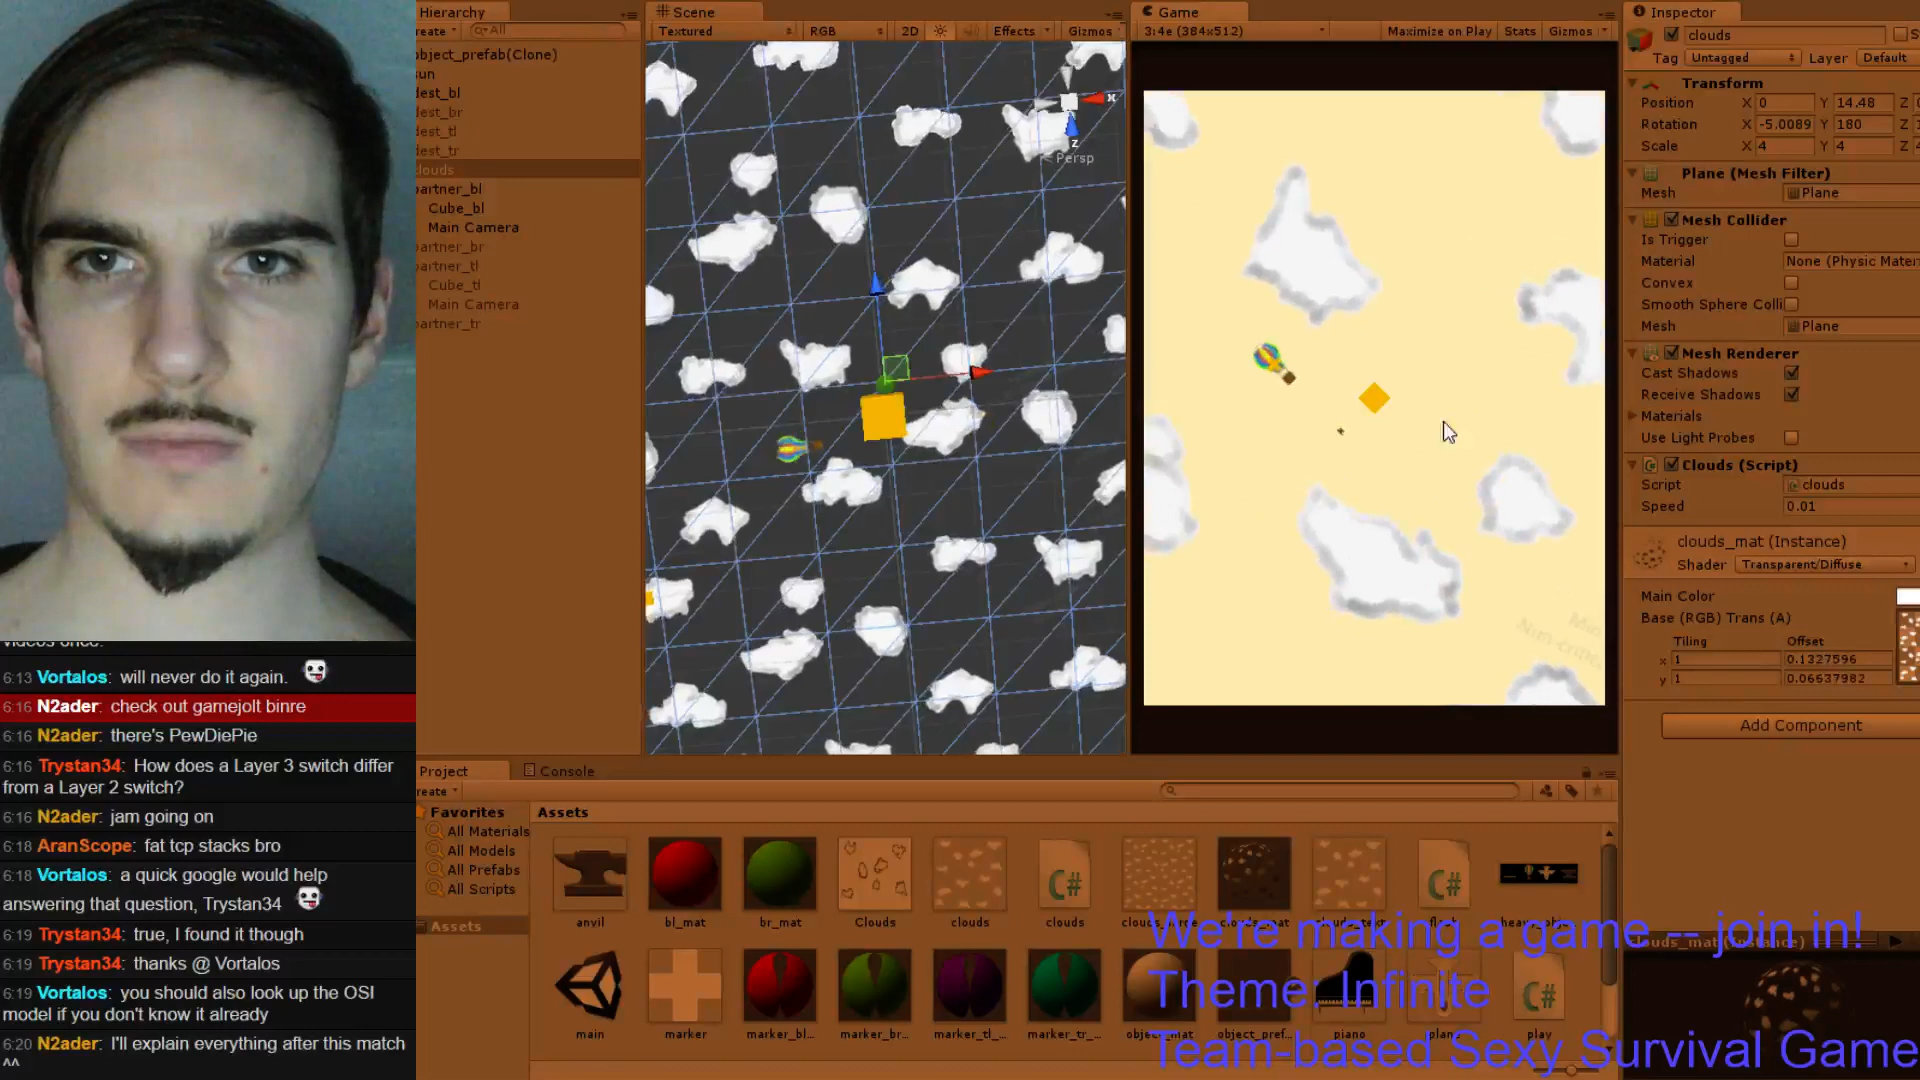 Hierarchy
Scene
Game
Inspector
reate
All
Textured
RGB
2D
Effects
Gizmos
3:4e (384x512)
Maximize on Play
Stats
Gizmos
clouds
Tag
Untagged
Layer
Default
object_prefab(Clone)
sun
dest_bl
dest_br
dest_tl
dest_tr
clouds
partner_bl
Cube_bl
Main Camera
partner_br
partner_tl
Cube_tl
Main Camera
partner_tr
x
z
< Persp
Transform
Position X 0 Y 14.48 Z
Rotation X -5.0089 Y 180 Z
Scale X 4 Y 4 Z
Plane (Mesh Filter)
Mesh Plane
Mesh Collider
Is Trigger
Material None (Physic Mater
Convex
Smooth Sphere Colli
Mesh Plane
Mesh Renderer
Cast Shadows
Receive Shadows
Materials
Use Light Probes
Clouds (Script)
Script clouds
Speed 0.01
clouds_mat (Instance)
Shader Transparent/Diffuse
Main Color
Base (RGB) Trans (A)
Tiling Offset
x 1 0.1327596
y 1 0.06637982
Add Component
videos once.
6:13 Vortalos: will never do it again.
6:16 N2ader: check out gamejolt binre
6:16 N2ader: there's PewDiePie
6:16 Trystan34: How does a Layer 3 switch differ
from a Layer 2 switch?
6:16 N2ader: jam going on
6:18 AranScope: fat tcp stacks bro
6:18 Vortalos: a quick google would help
answering that question, Trystan34
6:19 Trystan34: true, I found it though
6:19 Trystan34: thanks @ Vortalos
6:19 Vortalos: you should also look up the OSI
model if you don't know it already
6:20 N2ader: I'll explain everything after this match
^^
Project
Console
reate
Favorites
All Materials
All Models
All Prefabs
All Scripts
Assets
Assets
anvil
bl_mat
br_mat
Clouds
clouds
clouds
clouds_mat
main
marker
marker_bl...
marker_br...
marker_tl_...
marker_tr_...
object_mat
object_pref...
piano
play
clouds_mat (Instance)
We're making a game -- join in!
Theme: Infinite
Team-based Sexy Survival Game